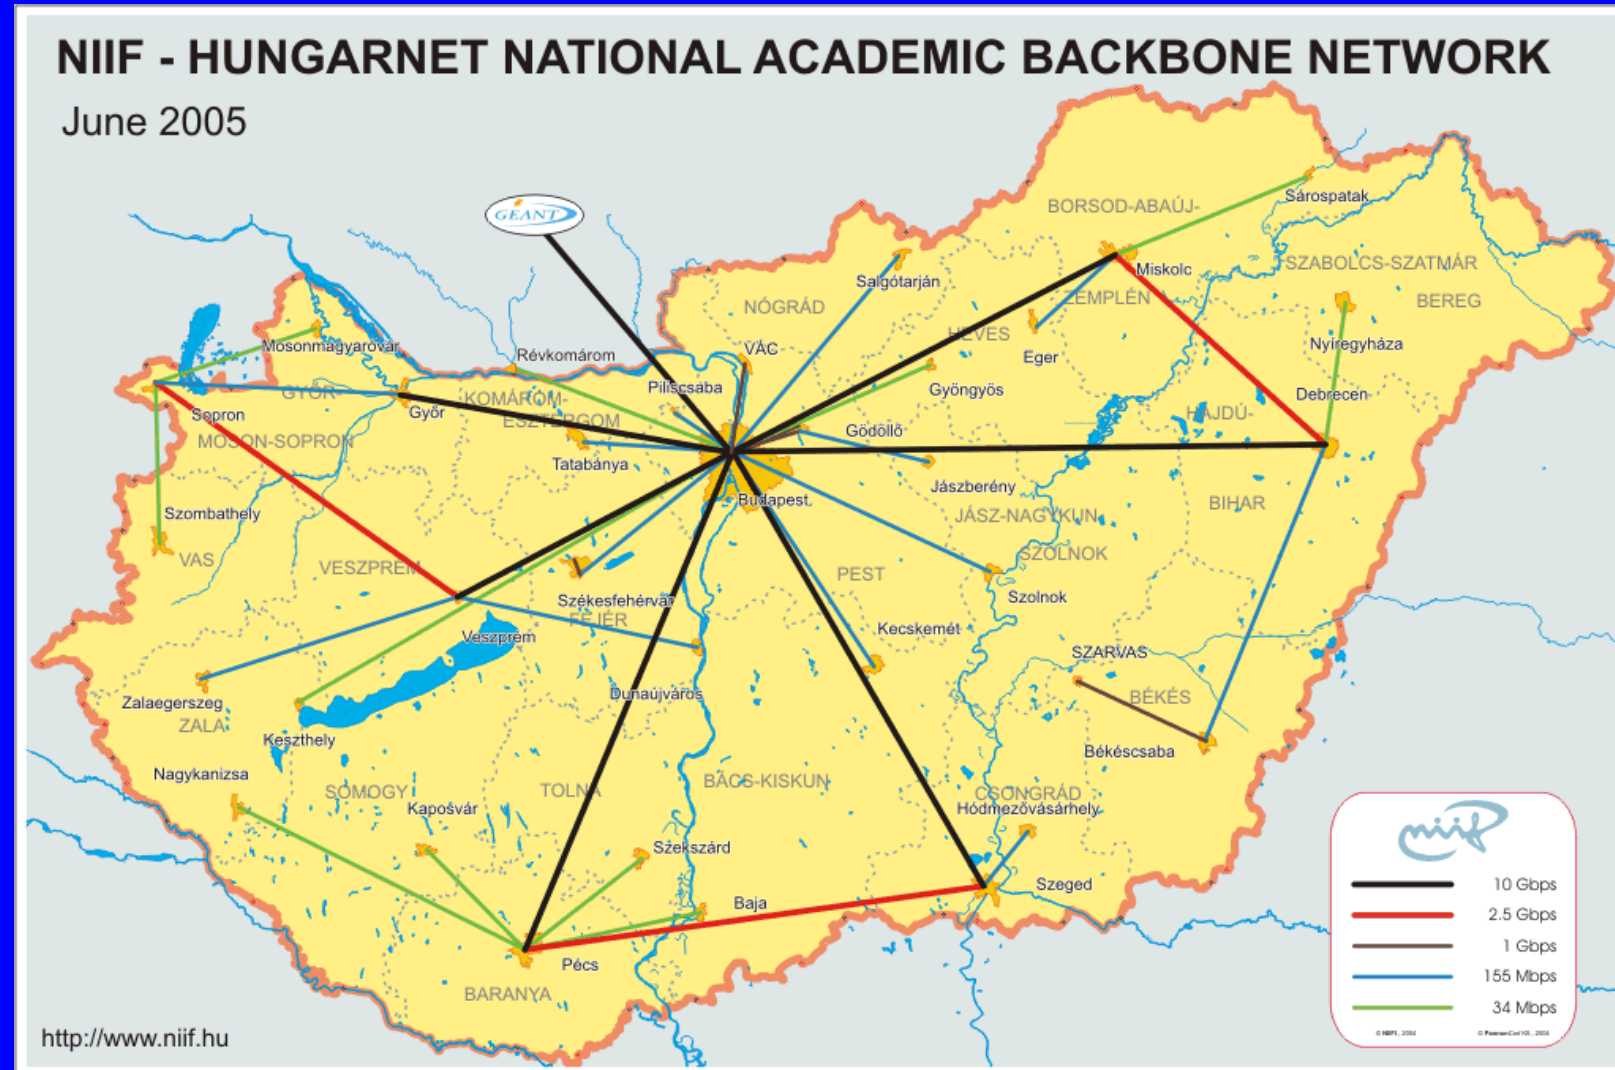 NIIF - HUNGARNET NATIONAL ACADEMIC BACKBONE NETWORK
June 2005
GÉANT
Sárospatak
BORSOD-ABAÚJ-
SZABOLCS-SZATMÁR
Miskolc
Salgótarján
ZEMPLÉN
BEREG
NÓGRÁD
HEVES
Mosonmagyaróvár
Nyíregyháza
VÁC
Révkomárom
Eger
Piliscsaba
Gyöngyös
GYŐR-
KOMÁROM-
Debrecen
Sopron
Győr
HAJDÚ-
ESZTERGOM
Gödöllő
MOSON-SOPRON
Tatabánya
Jászberény
Budapest
BIHAR
Szombathely
JÁSZ-NAGYKUN-
SZOLNOK
VAS
VESZPRÉM
PEST
Székesfehérvár
Szolnok
FEJÉR
Kecskemét
Veszprém
SZARVAS
Dunaújváros
BÉKÉS
Zalaegerszeg
ZALA
Keszthely
Békéscsaba
Nagykanizsa
SOMOGY
TOLNA
BÁCS-KISKUN
CSONGRÁD
Kaposvár
Hódmezővásárhely
Szekszárd
Szeged
Baja
Pécs
BARANYA
niif
10 Gbps
2.5 Gbps
1 Gbps
155 Mbps
34 Mbps
http://www.niif.hu